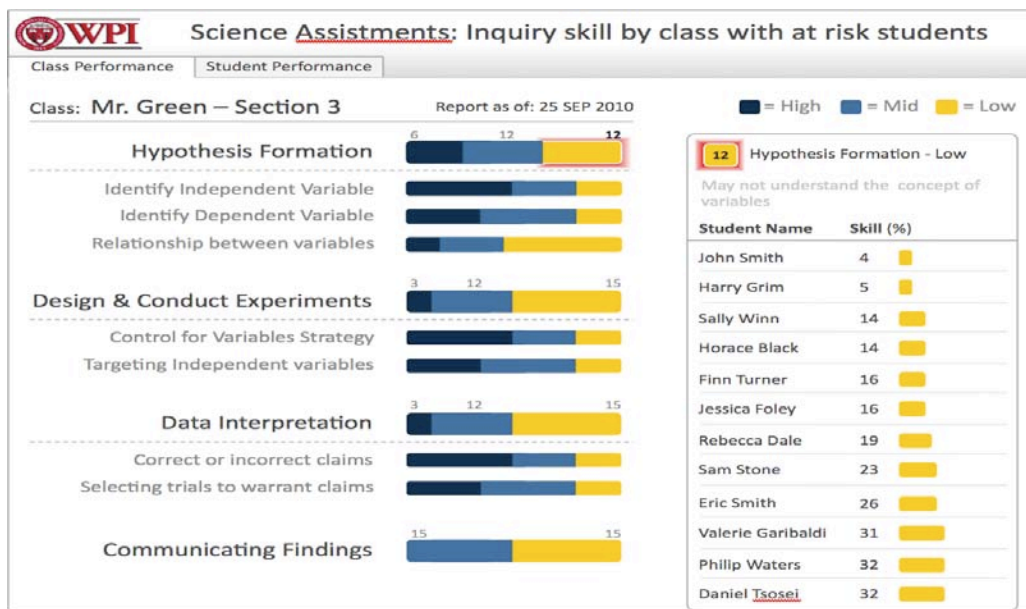 WPI Science Assistments: Inquiry skill by class with at risk students
Class Performance Student Performance
Class: Mr. Green – Section 3 Report as of: 25 SEP 2010
= High = Mid = Low
6 12 12
Hypothesis Formation
Identify Independent Variable
Identify Dependent Variable
Relationship between variables
3 12 15
Design & Conduct Experiments
Control for Variables Strategy
Targeting Independent variables
3 12 15
Data Interpretation
Correct or incorrect claims
Selecting trials to warrant claims
15 15
Communicating Findings
12 Hypothesis Formation - Low
May not understand the concept of
variables
Student Name Skill (%)
John Smith 4
Harry Grim 5
Sally Winn 14
Horace Black 14
Finn Turner 16
Jessica Foley 16
Rebecca Dale 19
Sam Stone 23
Eric Smith 26
Valerie Garibaldi 31
Philip Waters 32
Daniel Tsosei 32